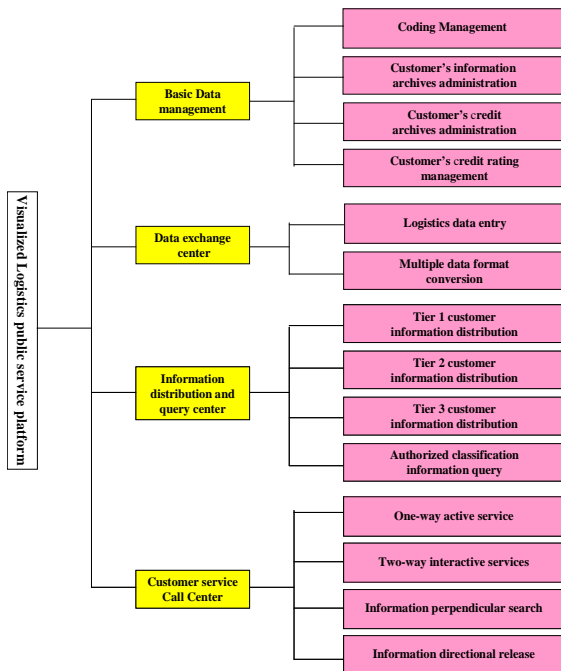 Visualized Logistics public service platform
Basic Data
management
Coding Management
Customer's information
archives administration
Customer's credit
archives administration
Customer's credit rating
management
Data exchange
center
Logistics data entry
Multiple data format
conversion
Information
distribution and
query center
Tier 1 customer
information distribution
Tier 2 customer
information distribution
Tier 3 customer
information distribution
Authorized classification
information query
Customer service
Call Center
One-way active service
Two-way interactive services
Information perpendicular search
Information directional release